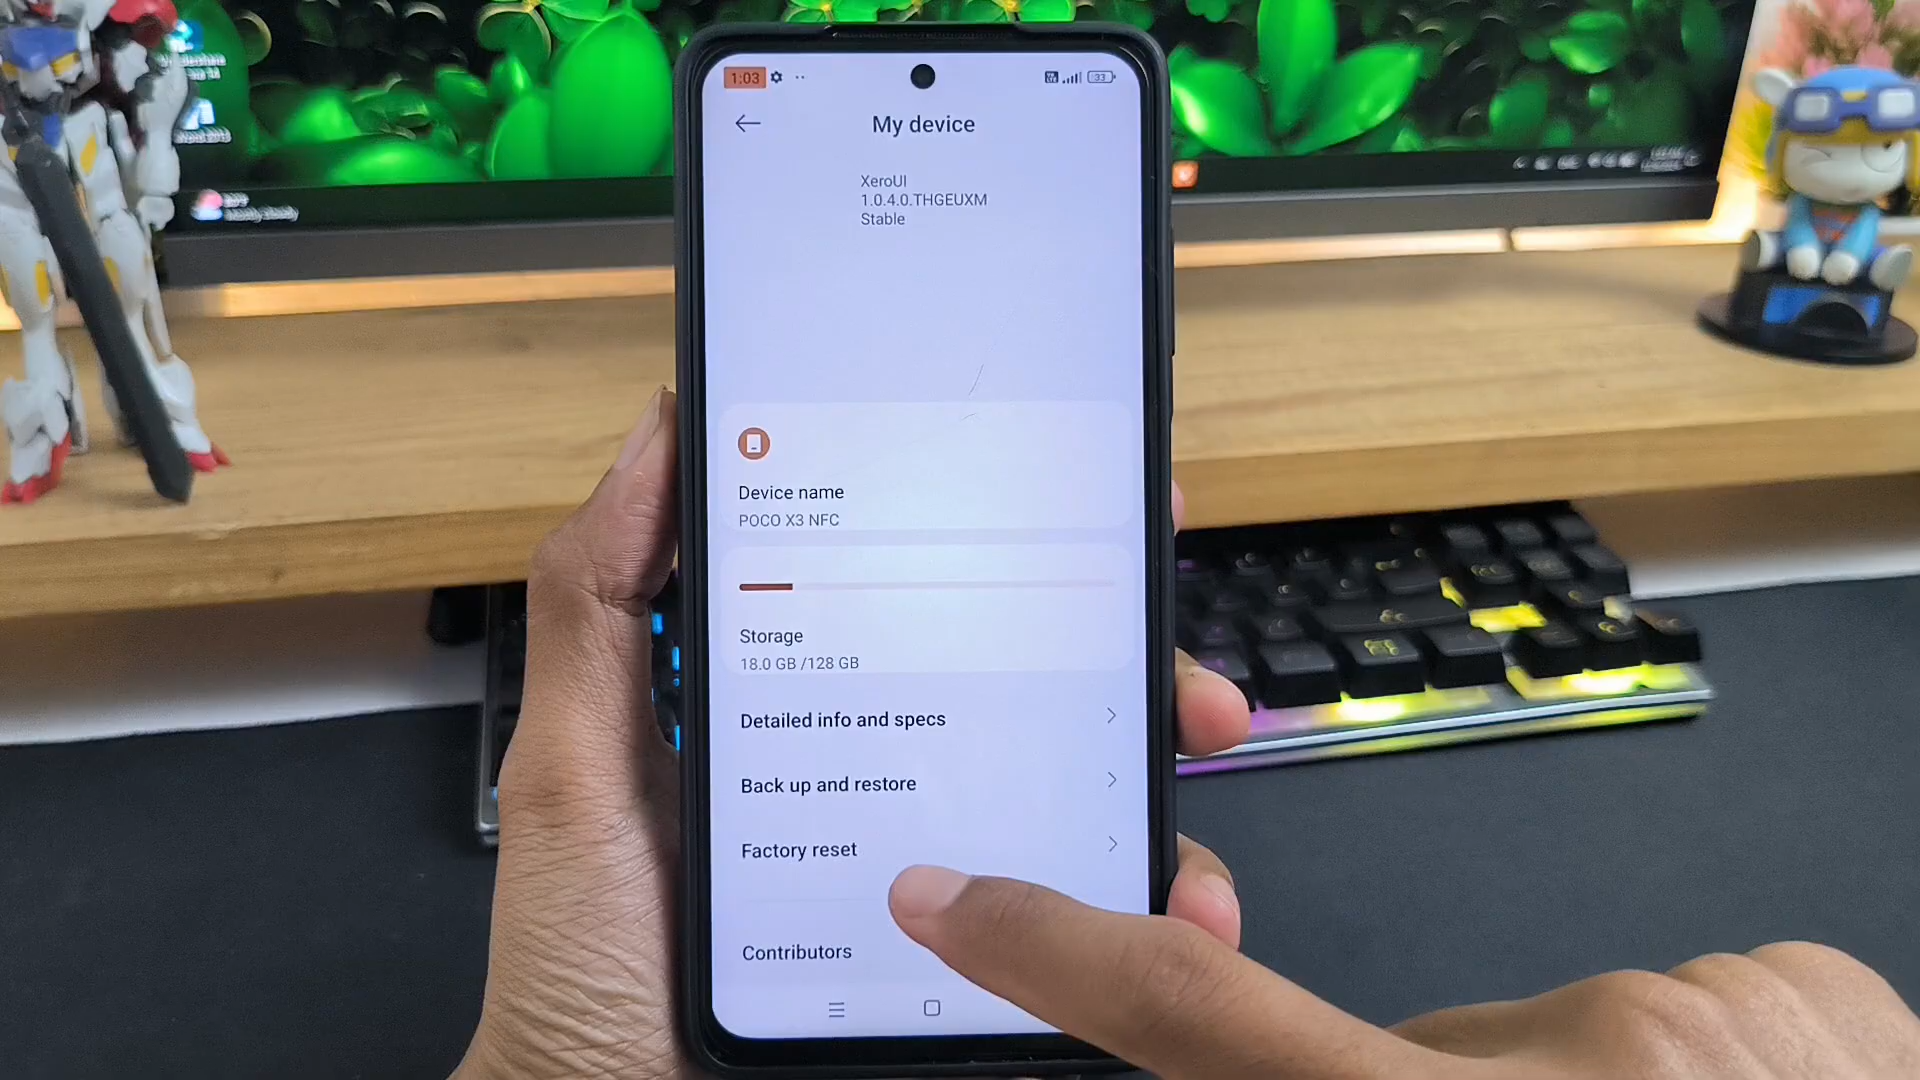 1:03
33
My device
XeroUI
1.0.4.0.THGEUXM
Stable
Device name
POCO X3 NFC
Storage
18.0 GB /128 GB
Detailed info and specs
Back up and restore
Factory reset
Contributors